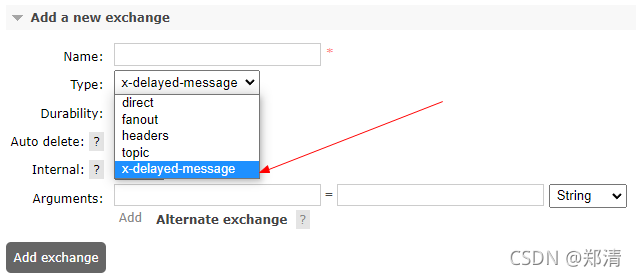 Add a new exchange
Name: *
Type: x-delayed-message
direct
Durability: fanout
headers
Auto delete: ? topic
Internal: ? x-delayed-message
Arguments: = String
Add Alternate exchange ?
Add exchange
CSDN @郑清